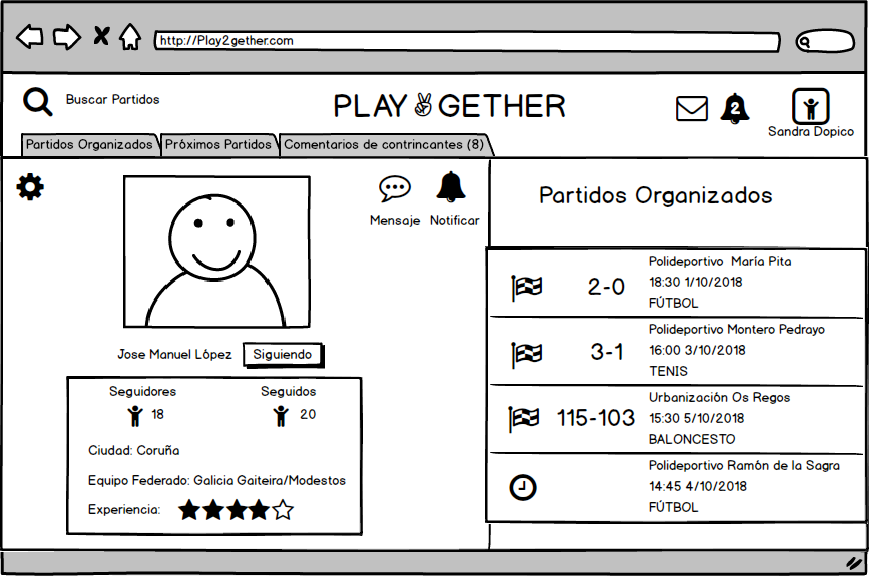 http://Play2gether.com
Buscar Partidos
PLAY✌GETHER
2
Sandra Dopico
Partidos Organizados
Próximos Partidos
Comentarios de contrincantes (8)
Mensaje
Notificar
Jose Manuel López
Siguiendo
Seguidores
Seguidos
18
20
Ciudad: Coruña
Equipo Federado: Galicia Gaiteira/Modestos
Experiencia:
Partidos Organizados
2-0
Polideportivo María Pita
18:30 1/10/2018
FÚTBOL
3-1
Polideportivo Montero Pedrayo
16:00 3/10/2018
TENIS
115-103
Urbanización Os Regos
15:30 5/10/2018
BALONCESTO
Polideportivo Ramón de la Sagra
14:45 4/10/2018
FÚTBOL